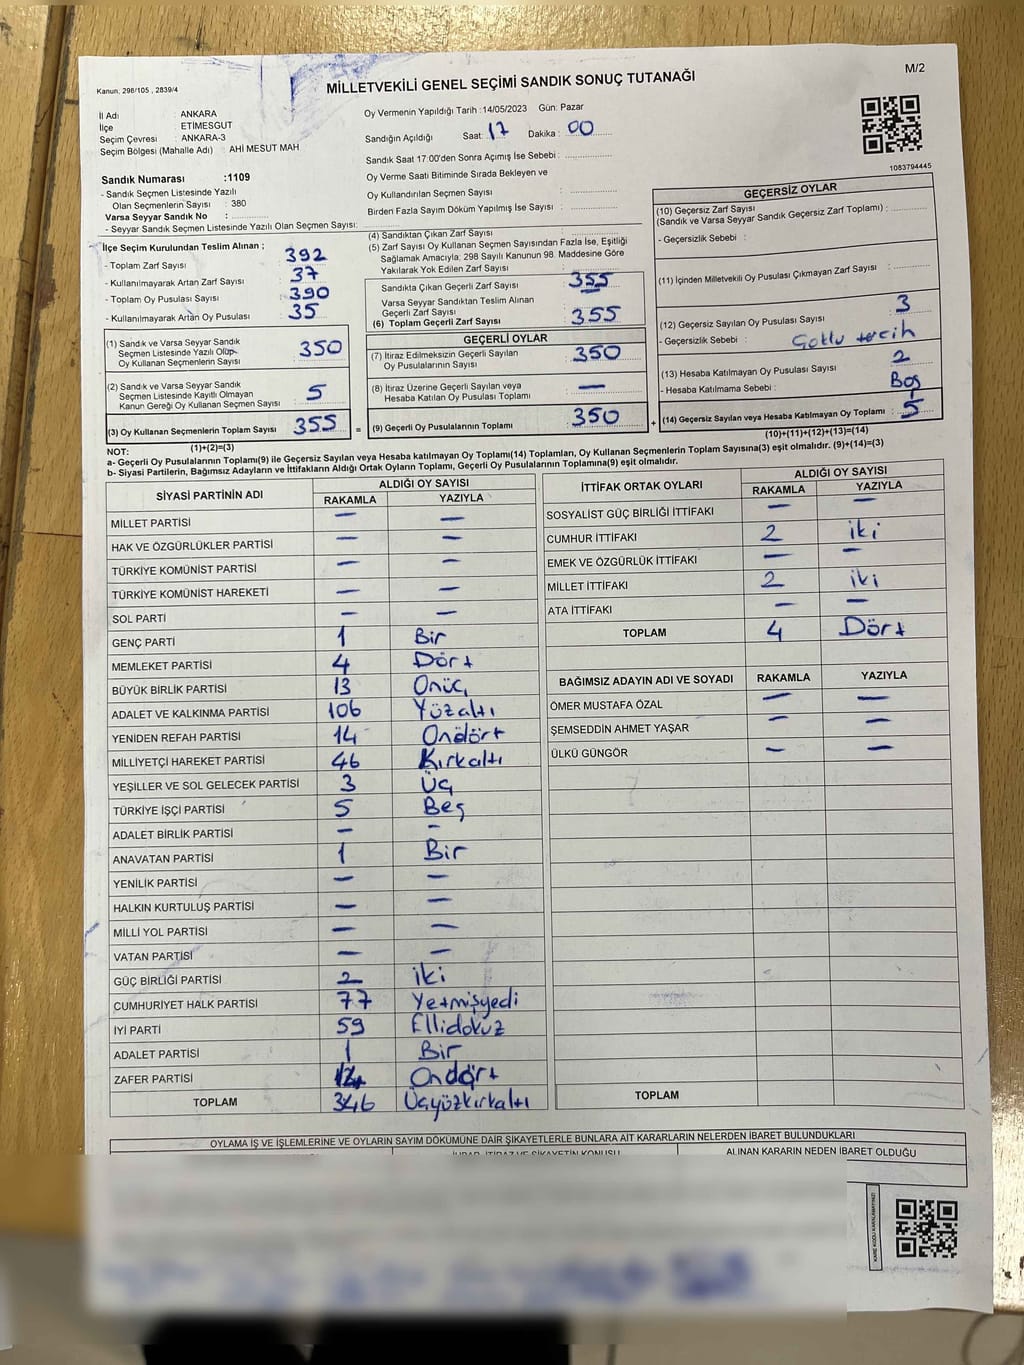 Kanun: 298/105 , 2839/4
MİLLETVEKİLİ GENEL SEÇİMİ SANDIK SONUÇ TUTANAĞI
M/2
İl Adı : ANKARA
İlçe : ETİMESGUT
Seçim Çevresi : ANKARA-3
Seçim Bölgesi (Mahalle Adı) : AHİ MESUT MAH
Oy Vermenin Yapıldığı Tarih : 14/05/2023 Gün: Pazar
Sandığın Açıldığı Saat: 17 Dakika : 00
Sandık Saat 17:00'den Sonra Açımış İse Sebebi :
Oy Verme Saati Bitiminde Sırada Bekleyen ve
Oy Kullandırılan Seçmen Sayısı :
Birden Fazla Sayım Döküm Yapılmış İse Sayısı :
1083794445
Sandık Numarası :1109
- Sandık Seçmen Listesinde Yazılı
Olan Seçmenlerin Sayısı : 380
Varsa Seyyar Sandık No :
- Seyyar Sandık Seçmen Listesinde Yazılı Olan Seçmen Sayısı:
İlçe Seçim Kurulundan Teslim Alınan ;
- Toplam Zarf Sayısı : 392
- Kullanılmayarak Artan Zarf Sayısı : 37
- Toplam Oy Pusulası Sayısı : 390
- Kullanılmayarak Artan Oy Pusulası : 35
(1) Sandık ve Varsa Seyyar Sandık
Seçmen Listesinde Yazılı Olup
Oy Kullanan Seçmenlerin Sayısı : 350
(2) Sandık ve Varsa Seyyar Sandık
Seçmen Listesinde Kayıtlı Olmayan
Kanun Gereği Oy Kullanan Seçmen Sayısı : 5
(3) Oy Kullanan Seçmenlerin Toplam Sayısı : 355
(1)+(2)=(3)
(4) Sandıktan Çıkan Zarf Sayısı :
(5) Zarf Sayısı Oy Kullanan Seçmen Sayısından Fazla İse, Eşitliği
Sağlamak Amacıyla; 298 Sayılı Kanunun 98. Maddesine Göre
Yakılarak Yok Edilen Zarf Sayısı :
Sandıkta Çıkan Geçerli Zarf Sayısı : 355
Varsa Seyyar Sandıktan Teslim Alınan
Geçerli Zarf Sayısı :
(6) Toplam Geçerli Zarf Sayısı : 355
GEÇERLİ OYLAR
(7) İtiraz Edilmeksizin Geçerli Sayılan
Oy Pusulalarının Sayısı : 350
(8) İtiraz Üzerine Geçerli Sayılan veya
Hesaba Katılan Oy Pusulası Toplamı : —
= (9) Geçerli Oy Pusulalarının Toplamı : 350
GEÇERSİZ OYLAR
(10) Geçersiz Zarf Sayısı
(Sandık ve Varsa Seyyar Sandık Geçersiz Zarf Toplamı) :
- Geçersizlik Sebebi :
(11) İçinden Milletvekili Oy Pusulası Çıkmayan Zarf Sayısı :
(12) Geçersiz Sayılan Oy Pusulası Sayısı : 3
- Geçersizlik Sebebi : Çoklu tercih
(13) Hesaba Katılmayan Oy Pusulası Sayısı : 2
- Hesaba Katılmama Sebebi : Boş
+ (14) Geçersiz Sayılan veya Hesaba Katılmayan Oy Toplamı : 5
(10)+(11)+(12)+(13)=(14)
NOT:
a- Geçerli Oy Pusulalarının Toplamı(9) ile Geçersiz Sayılan veya Hesaba katılmayan Oy Toplamı(14) Toplamları, Oy Kullanan Seçmenlerin Toplam Sayısına(3) eşit olmalıdır. (9)+(14)=(3)
b- Siyasi Partilerin, Bağımsız Adayların ve İttifakların Aldığı Ortak Oyların Toplamı, Geçerli Oy Pusulalarının Toplamına(9) eşit olmalıdır.
SİYASİ PARTİNİN ADI ALDIĞI OY SAYISI
RAKAMLA YAZIYLA
MİLLET PARTİSİ — —
HAK VE ÖZGÜRLÜKLER PARTİSİ — —
TÜRKİYE KOMÜNİST PARTİSİ — —
TÜRKİYE KOMÜNİST HAREKETİ — —
SOL PARTİ — —
GENÇ PARTİ 1 Bir
MEMLEKET PARTİSİ 4 Dört
BÜYÜK BİRLİK PARTİSİ 13 Onüç
ADALET VE KALKINMA PARTİSİ 106 Yüzaltı
YENİDEN REFAH PARTİSİ 14 Ondört
MİLLİYETÇİ HAREKET PARTİSİ 46 Kırkaltı
YEŞİLLER VE SOL GELECEK PARTİSİ 3 Üç
TÜRKİYE İŞÇİ PARTİSİ 5 Beş
ADALET BİRLİK PARTİSİ — —
ANAVATAN PARTİSİ 1 Bir
YENİLİK PARTİSİ — —
HALKIN KURTULUŞ PARTİSİ — —
MİLLİ YOL PARTİSİ — —
VATAN PARTİSİ — —
GÜÇ BİRLİĞİ PARTİSİ 2 iki
CUMHURİYET HALK PARTİSİ 77 Yetmişyedi
İYİ PARTİ 59 Ellidokuz
ADALET PARTİSİ 1 Bir
ZAFER PARTİSİ 14 Ondört
TOPLAM 346 Üçyüzkırkaltı
İTTİFAK ORTAK OYLARI ALDIĞI OY SAYISI
RAKAMLA YAZIYLA
SOSYALİST GÜÇ BİRLİĞİ İTTİFAKI — —
CUMHUR İTTİFAKI 2 iki
EMEK VE ÖZGÜRLÜK İTTİFAKI — —
MİLLET İTTİFAKI 2 iki
ATA İTTİFAKI — —
TOPLAM 4 Dört
BAĞIMSIZ ADAYIN ADI VE SOYADI RAKAMLA YAZIYLA
ÖMER MUSTAFA ÖZAL — —
ŞEMSEDDİN AHMET YAŞAR — —
ÜLKÜ GÜNGÖR — —
TOPLAM
OYLAMA İŞ VE İŞLEMLERİNE VE OYLARIN SAYIM DÖKÜMÜNE DAİR ŞİKAYETLERLE BUNLARA AİT KARARLARIN NELERDEN İBARET BULUNDUKLARI
ALINAN KARARIN NEDEN İBARET OLDUĞU
KARE KODU KARALAMAYINIZ!